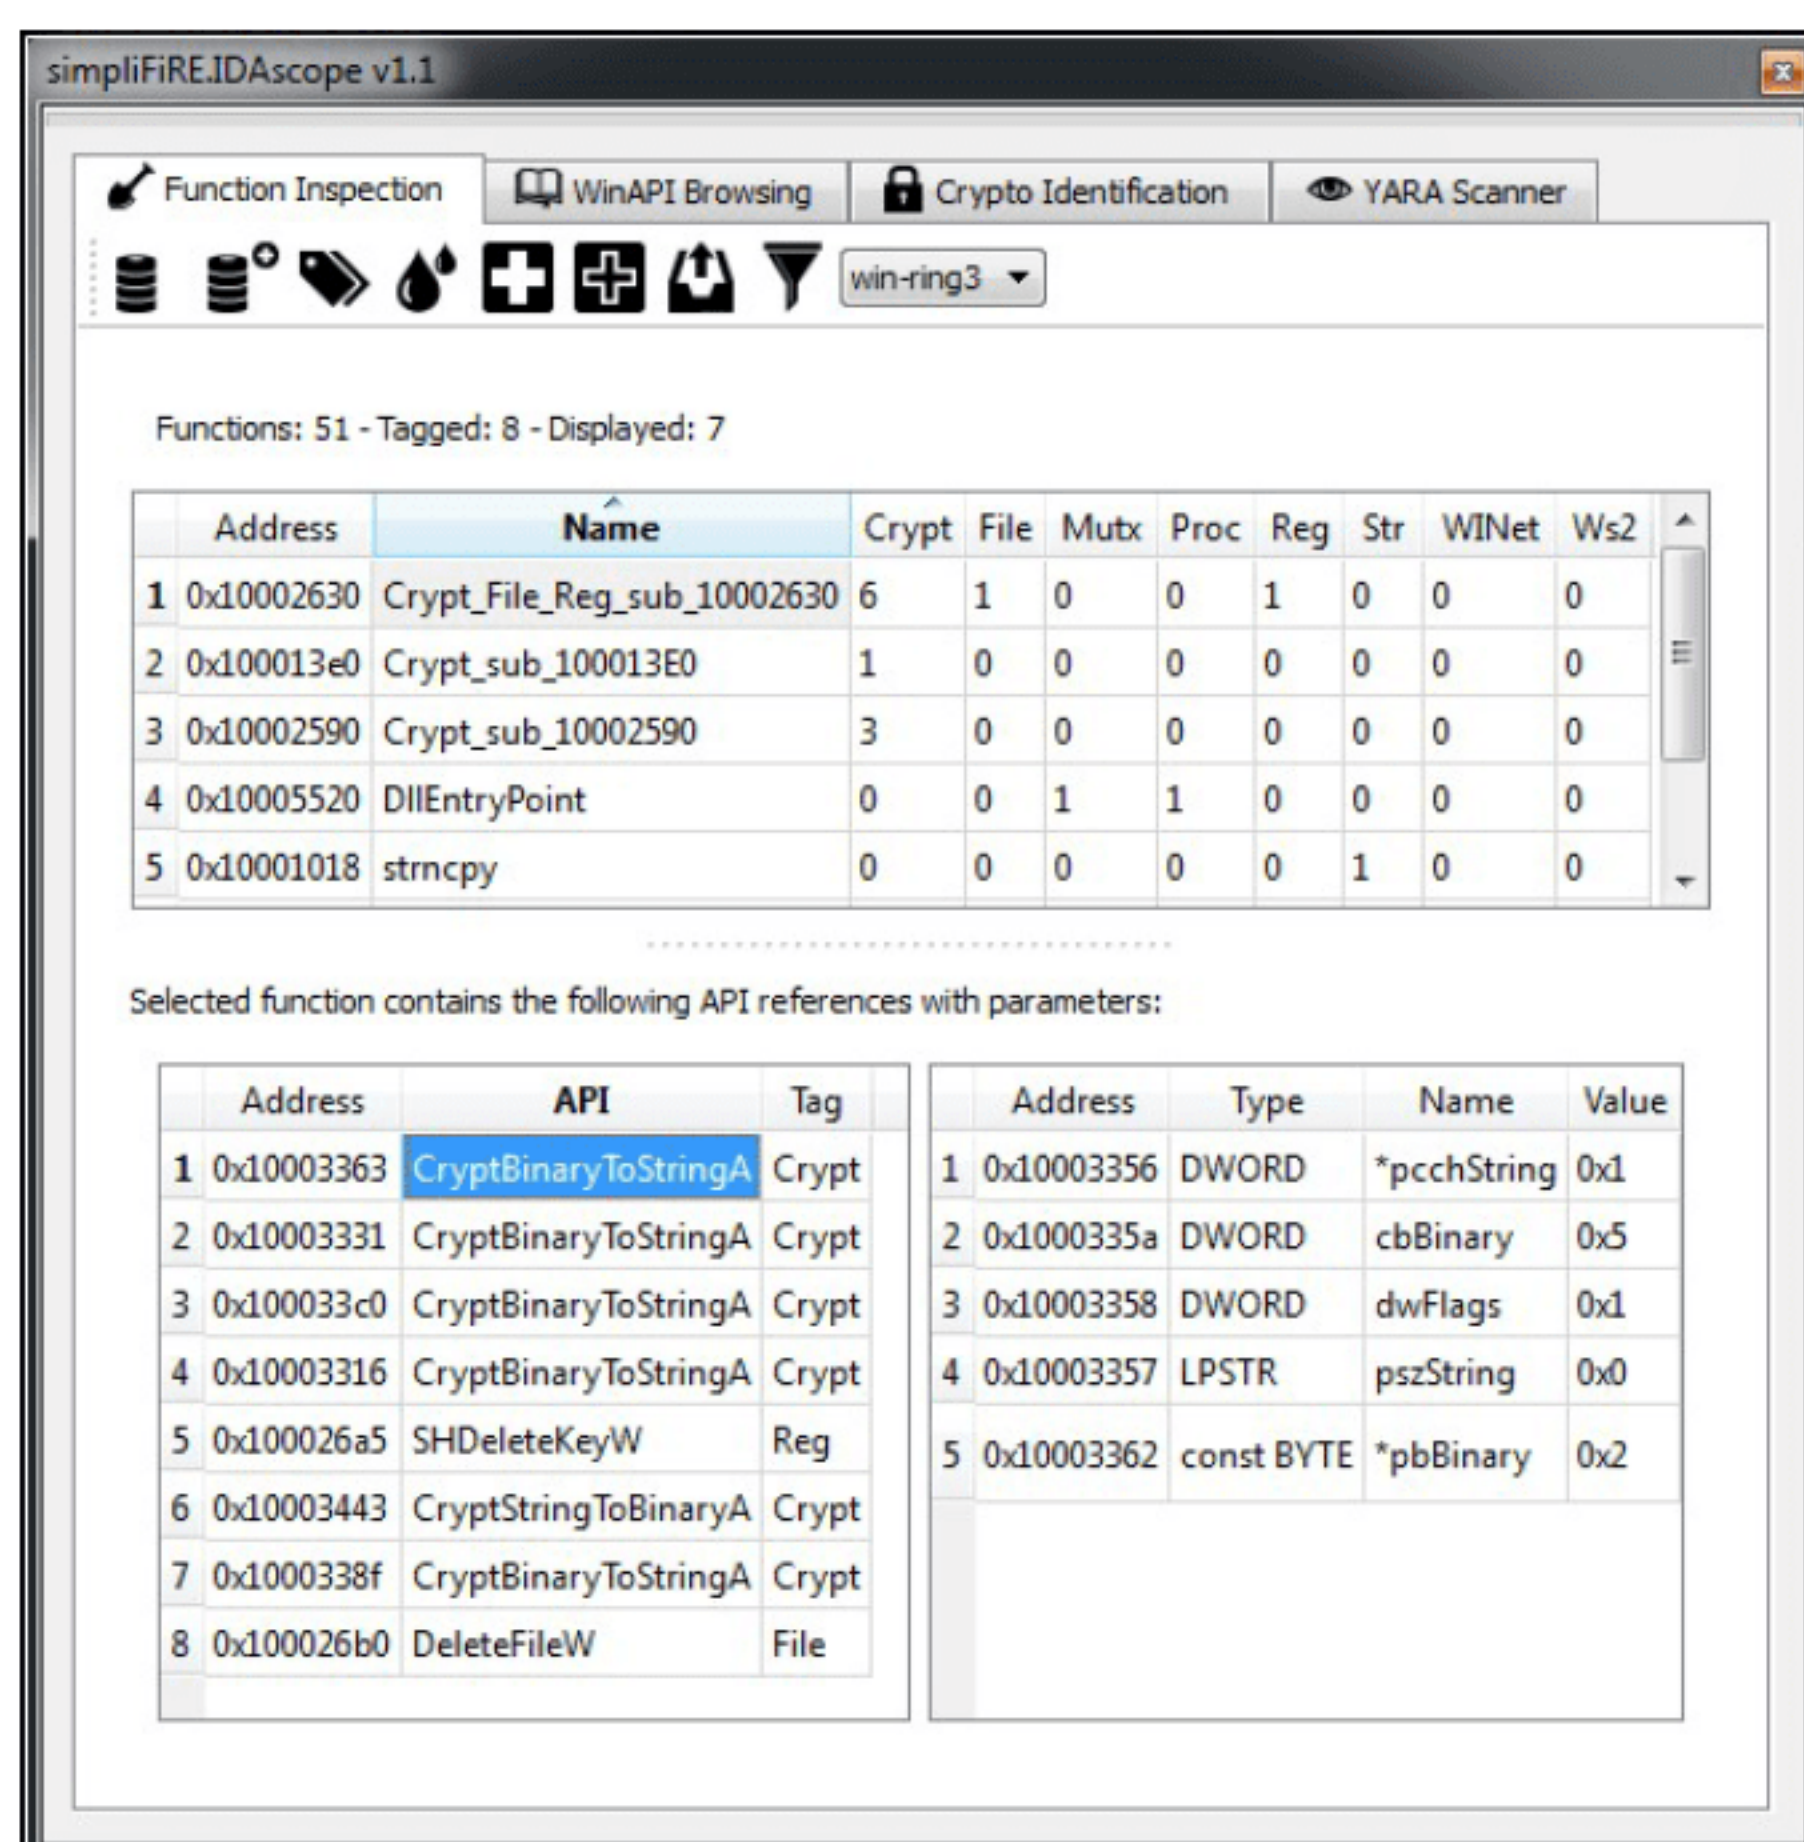 simpliFiRE.IDAscope v1.1
Function Inspection WinAPI Browsing Crypto Identification YARA Scanner
win-ring3
Functions: 51 - Tagged: 8 - Displayed: 7
Address Name Crypt File Mutx Proc Reg Str WINet Ws2
1 0x10002630 Crypt_File_Reg_sub_10002630 6 1 0 0 1 0 0 0
2 0x100013e0 Crypt_sub_100013E0 1 0 0 0 0 0 0 0
3 0x10002590 Crypt_sub_10002590 3 0 0 0 0 0 0 0
4 0x10005520 DllEntryPoint 0 0 1 1 0 0 0 0
5 0x10001018 strncpy 0 0 0 0 0 1 0 0
Selected function contains the following API references with parameters:
Address API Tag
1 0x10003363 CryptBinaryToStringA Crypt
2 0x10003331 CryptBinaryToStringA Crypt
3 0x100033c0 CryptBinaryToStringA Crypt
4 0x10003316 CryptBinaryToStringA Crypt
5 0x100026a5 SHDeleteKeyW Reg
6 0x10003443 CryptStringToBinaryA Crypt
7 0x1000338f CryptBinaryToStringA Crypt
8 0x100026b0 DeleteFileW File
Address Type Name Value
1 0x10003356 DWORD *pcchString 0x1
2 0x1000335a DWORD cbBinary 0x5
3 0x10003358 DWORD dwFlags 0x1
4 0x10003357 LPSTR pszString 0x0
5 0x10003362 const BYTE *pbBinary 0x2